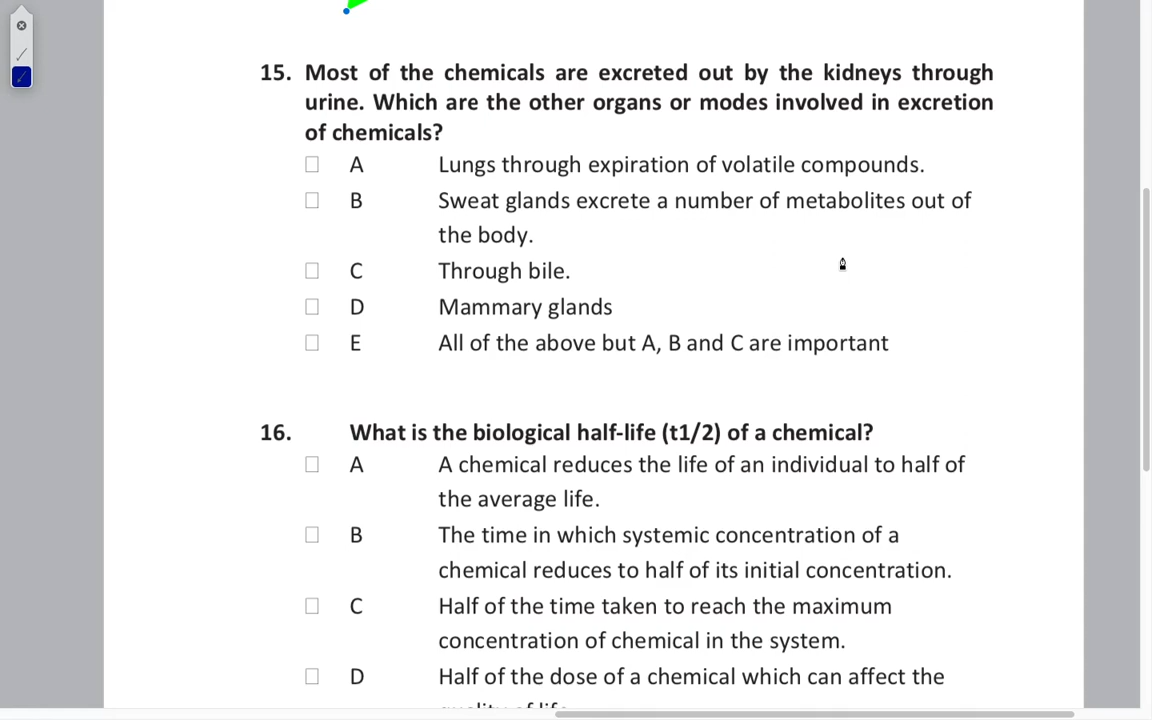 15. Most of the chemicals are excreted out by the kidneys through
urine. Which are the other organs or modes involved in excretion
of chemicals?
A Lungs through expiration of volatile compounds.
B Sweat glands excrete a number of metabolites out of
the body.
C Through bile.
D Mammary glands
E All of the above but A, B and C are important
16. What is the biological half-life (t1/2) of a chemical?
A A chemical reduces the life of an individual to half of
the average life.
B The time in which systemic concentration of a
chemical reduces to half of its initial concentration.
C Half of the time taken to reach the maximum
concentration of chemical in the system.
D Half of the dose of a chemical which can affect the